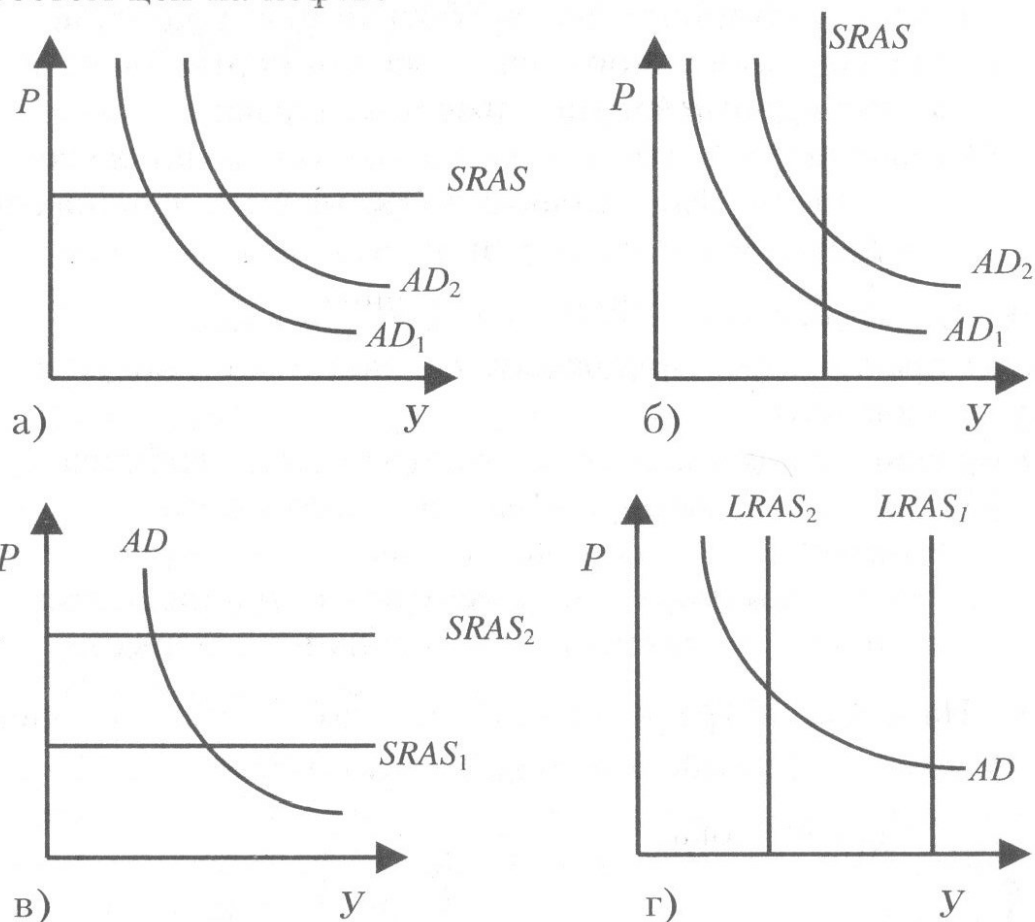 P
SRAS
AD₂
AD₁
У
а)
SRAS
P
AD₂
AD₁
У
б)
P
AD
SRAS₂
SRAS₁
У
в)
LRAS₂ LRAS₁
P
AD
У
г)